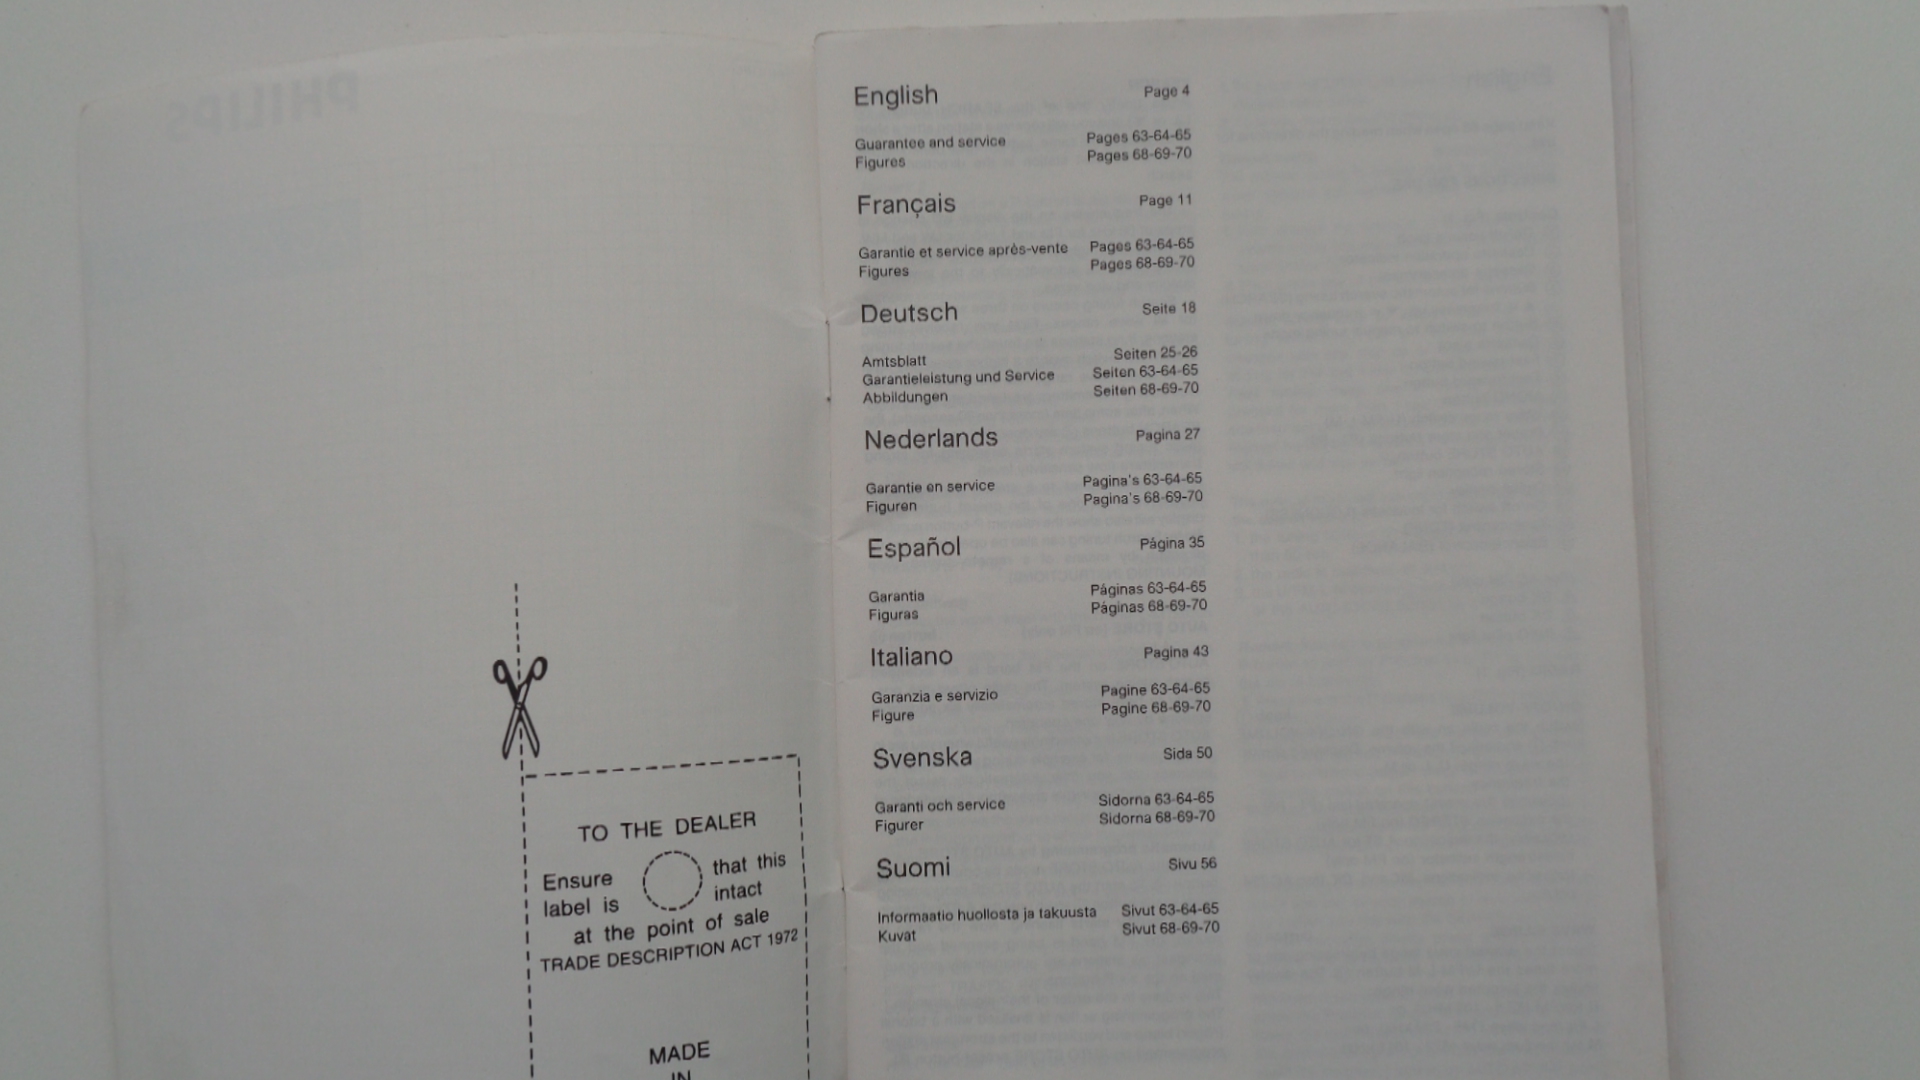 PHILIPS
TO THE DEALER
Ensure that this
label is intact
at the point of sale
TRADE DESCRIPTION ACT 1972
MADE
IN
English Page 4
Guarantee and service Pages 63-64-65
Figures Pages 68-69-70
Français Page 11
Garantie et service après-vente Pages 63-64-65
Figures Pages 68-69-70
Deutsch Seite 18
Amtsblatt Seiten 25-26
Garantieleistung und Service Seiten 63-64-65
Abbildungen Seiten 68-69-70
Nederlands Pagina 27
Garantie en service Pagina's 63-64-65
Figuren Pagina's 68-69-70
Español Página 35
Garantia Páginas 63-64-65
Figuras Páginas 68-69-70
Italiano Pagina 43
Garanzia e servizio Pagine 63-64-65
Figure Pagine 68-69-70
Svenska Sida 50
Garanti och service Sidorna 63-64-65
Figurer Sidorna 68-69-70
Suomi Sivu 56
Informaatio huollosta ja takuusta Sivut 63-64-65
Kuvat Sivut 68-69-70